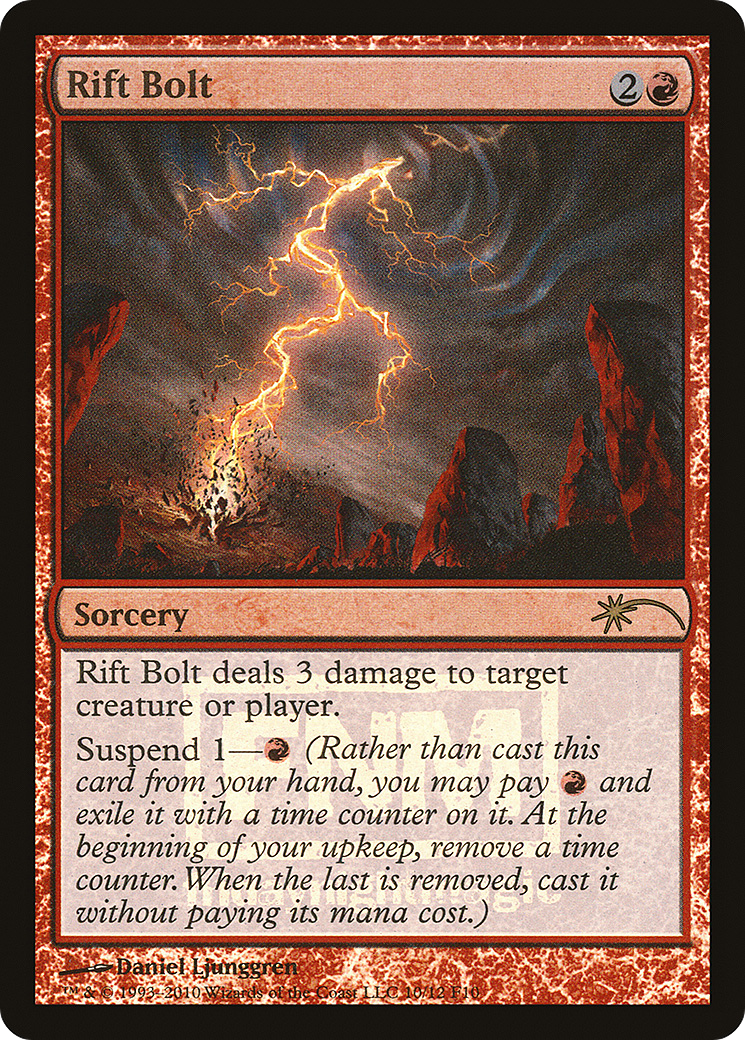 Rift Bolt 2
Sorcery
Rift Bolt deals 3 damage to target
creature or player.
Suspend 1— (Rather than cast this
card from your hand, you may pay and
exile it with a time counter on it. At the
beginning of your upkeep, remove a time
counter. When the last is removed, cast it
without paying its mana cost.)
FNM
Daniel Ljunggren
™ & © 1993–2010 Wizards of the Coast LLC 10/12 F10